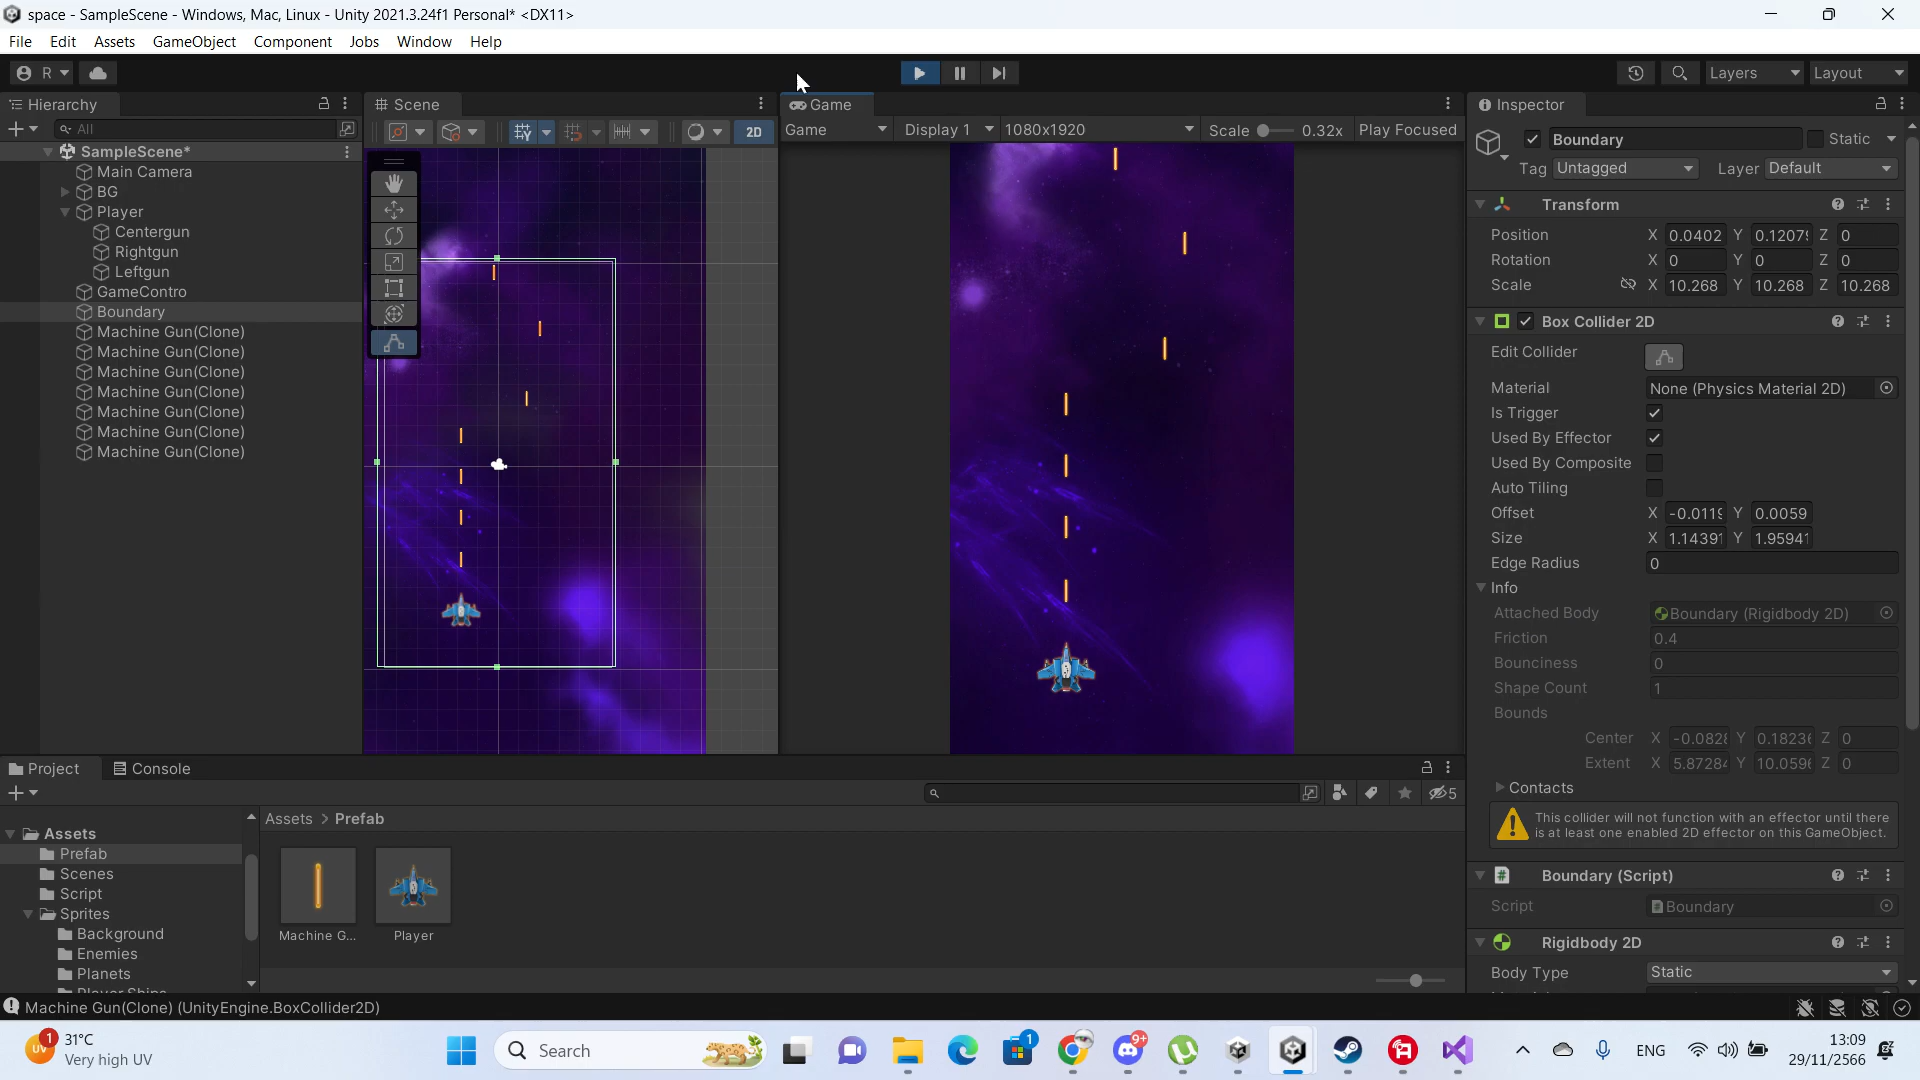 space - SampleScene - Windows, Mac, Linux - Unity 2021.3.24f1 Personal* <DX11>
File Edit Assets GameObject Component Jobs Window Help
R Layers Layout
Hierarchy
All
SampleScene*
Main Camera
BG
Player
Centergun
Rightgun
Leftgun
GameContro
Boundary
Machine Gun(Clone)
Machine Gun(Clone)
Machine Gun(Clone)
Machine Gun(Clone)
Machine Gun(Clone)
Machine Gun(Clone)
Machine Gun(Clone)
Scene
2D
Game
Game Display 1 1080x1920 Scale 0.32x Play Focused
Inspector
Boundary Static
Tag Untagged Layer Default
Transform
Position X 0.0402 Y 0.1207 Z 0
Rotation X 0 Y 0 Z 0
Scale X 10.268 Y 10.268 Z 10.268
Box Collider 2D
Edit Collider
Material None (Physics Material 2D)
Is Trigger
Used By Effector
Used By Composite
Auto Tiling
Offset X -0.011 Y 0.0059
Size X 1.1439 Y 1.9594
Edge Radius 0
Info
Attached Body Boundary (Rigidbody 2D)
Friction 0.4
Bounciness 0
Shape Count 1
Bounds
Center X -0.082 Y 0.1823 Z 0
Extent X 5.8728 Y 10.059 Z 0
Contacts
This collider will not function with an effector until there
is at least one enabled 2D effector on this GameObject.
Boundary (Script)
Script Boundary
Rigidbody 2D
Body Type Static
Project Console
5
Assets
Prefab
Scenes
Script
Sprites
Background
Enemies
Planets
Assets > Prefab
Machine G... Player
Machine Gun(Clone) (UnityEngine.BoxCollider2D)
1
UV
31°C
Very high UV
Search
1
9+
ENG
13:09
29/11/2566